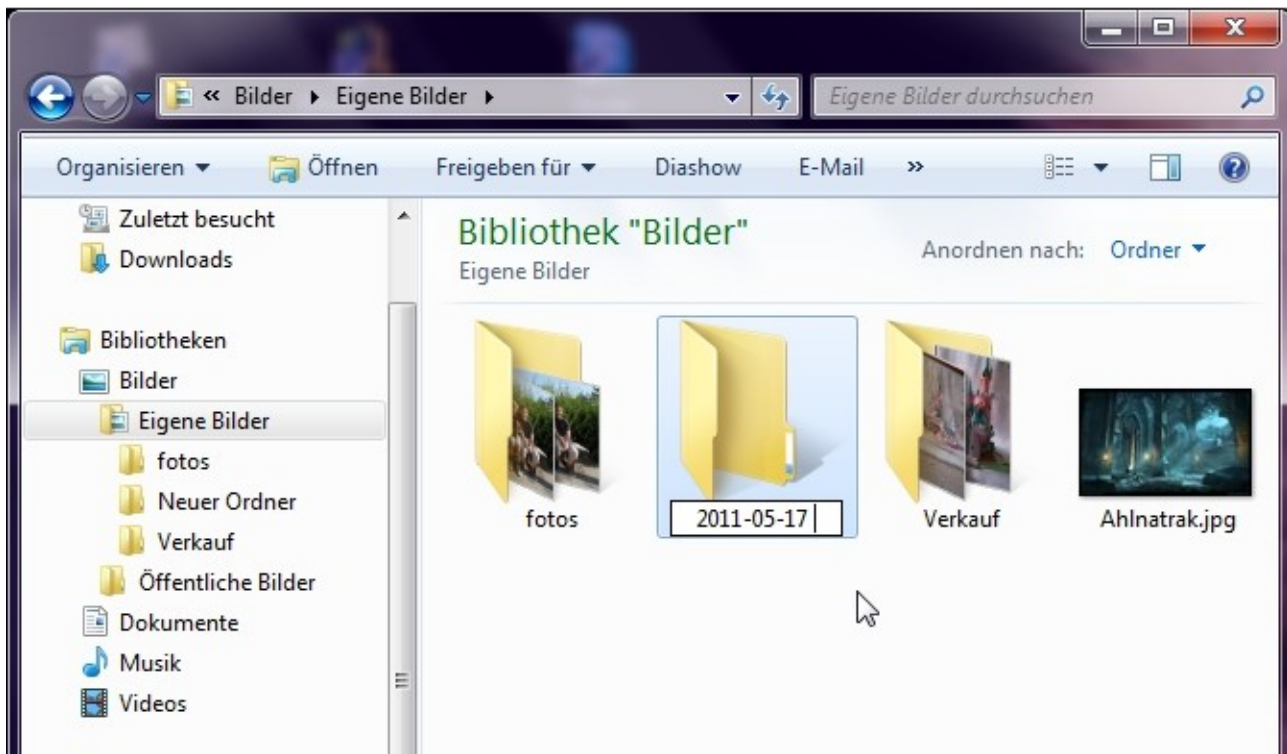 « Bilder Eigene Bilder
Eigene Bilder durchsuchen
Organisieren Öffnen Freigeben für Diashow E-Mail »
Zuletzt besucht
Downloads
Bibliotheken
Bilder
Eigene Bilder
fotos
Neuer Ordner
Verkauf
Öffentliche Bilder
Dokumente
Musik
Videos
Bibliothek "Bilder"
Eigene Bilder
Anordnen nach: Ordner
fotos
2011-05-17
Verkauf
Ahlnatrak.jpg